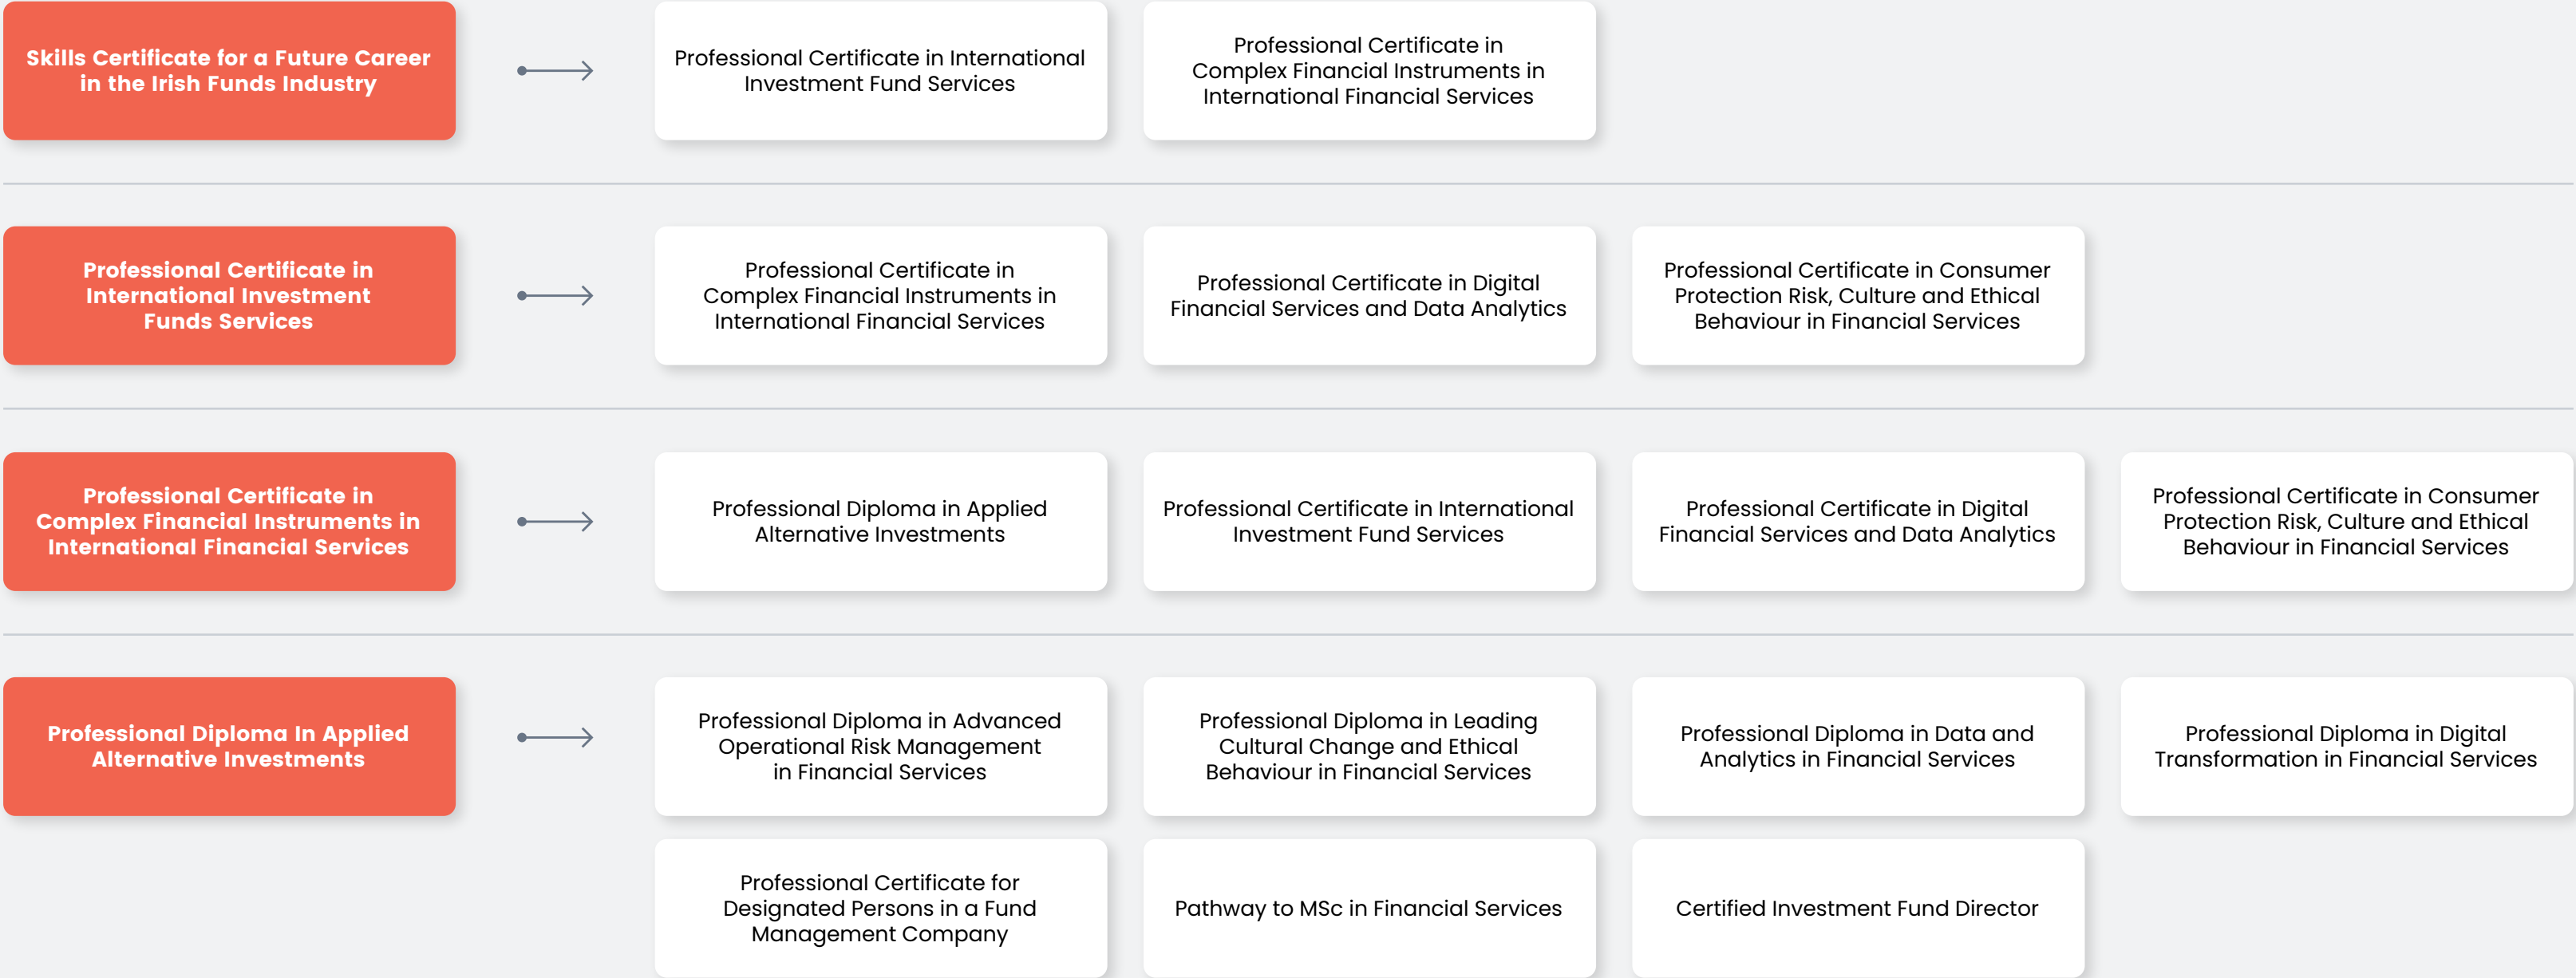 Skills Certificate for a Future Career
in the Irish Funds Industry
Professional Certificate in International
Investment Fund Services
Professional Certificate in
Complex Financial Instruments in
International Financial Services
Professional Certificate in
International Investment
Funds Services
Professional Certificate in
Complex Financial Instruments in
International Financial Services
Professional Certificate in Digital
Financial Services and Data Analytics
Professional Certificate in Consumer
Protection Risk, Culture and Ethical
Behaviour in Financial Services
Professional Certificate in
Complex Financial Instruments in
International Financial Services
Professional Diploma in Applied
Alternative Investments
Professional Certificate in International
Investment Fund Services
Professional Certificate in Digital
Financial Services and Data Analytics
Professional Certificate in Consumer
Protection Risk, Culture and Ethical
Behaviour in Financial Services
Professional Diploma In Applied
Alternative Investments
Professional Diploma in Advanced
Operational Risk Management
in Financial Services
Professional Diploma in Leading
Cultural Change and Ethical
Behaviour in Financial Services
Professional Diploma in Data and
Analytics in Financial Services
Professional Diploma in Digital
Transformation in Financial Services
Professional Certificate for
Designated Persons in a Fund
Management Company
Pathway to MSc in Financial Services
Certified Investment Fund Director